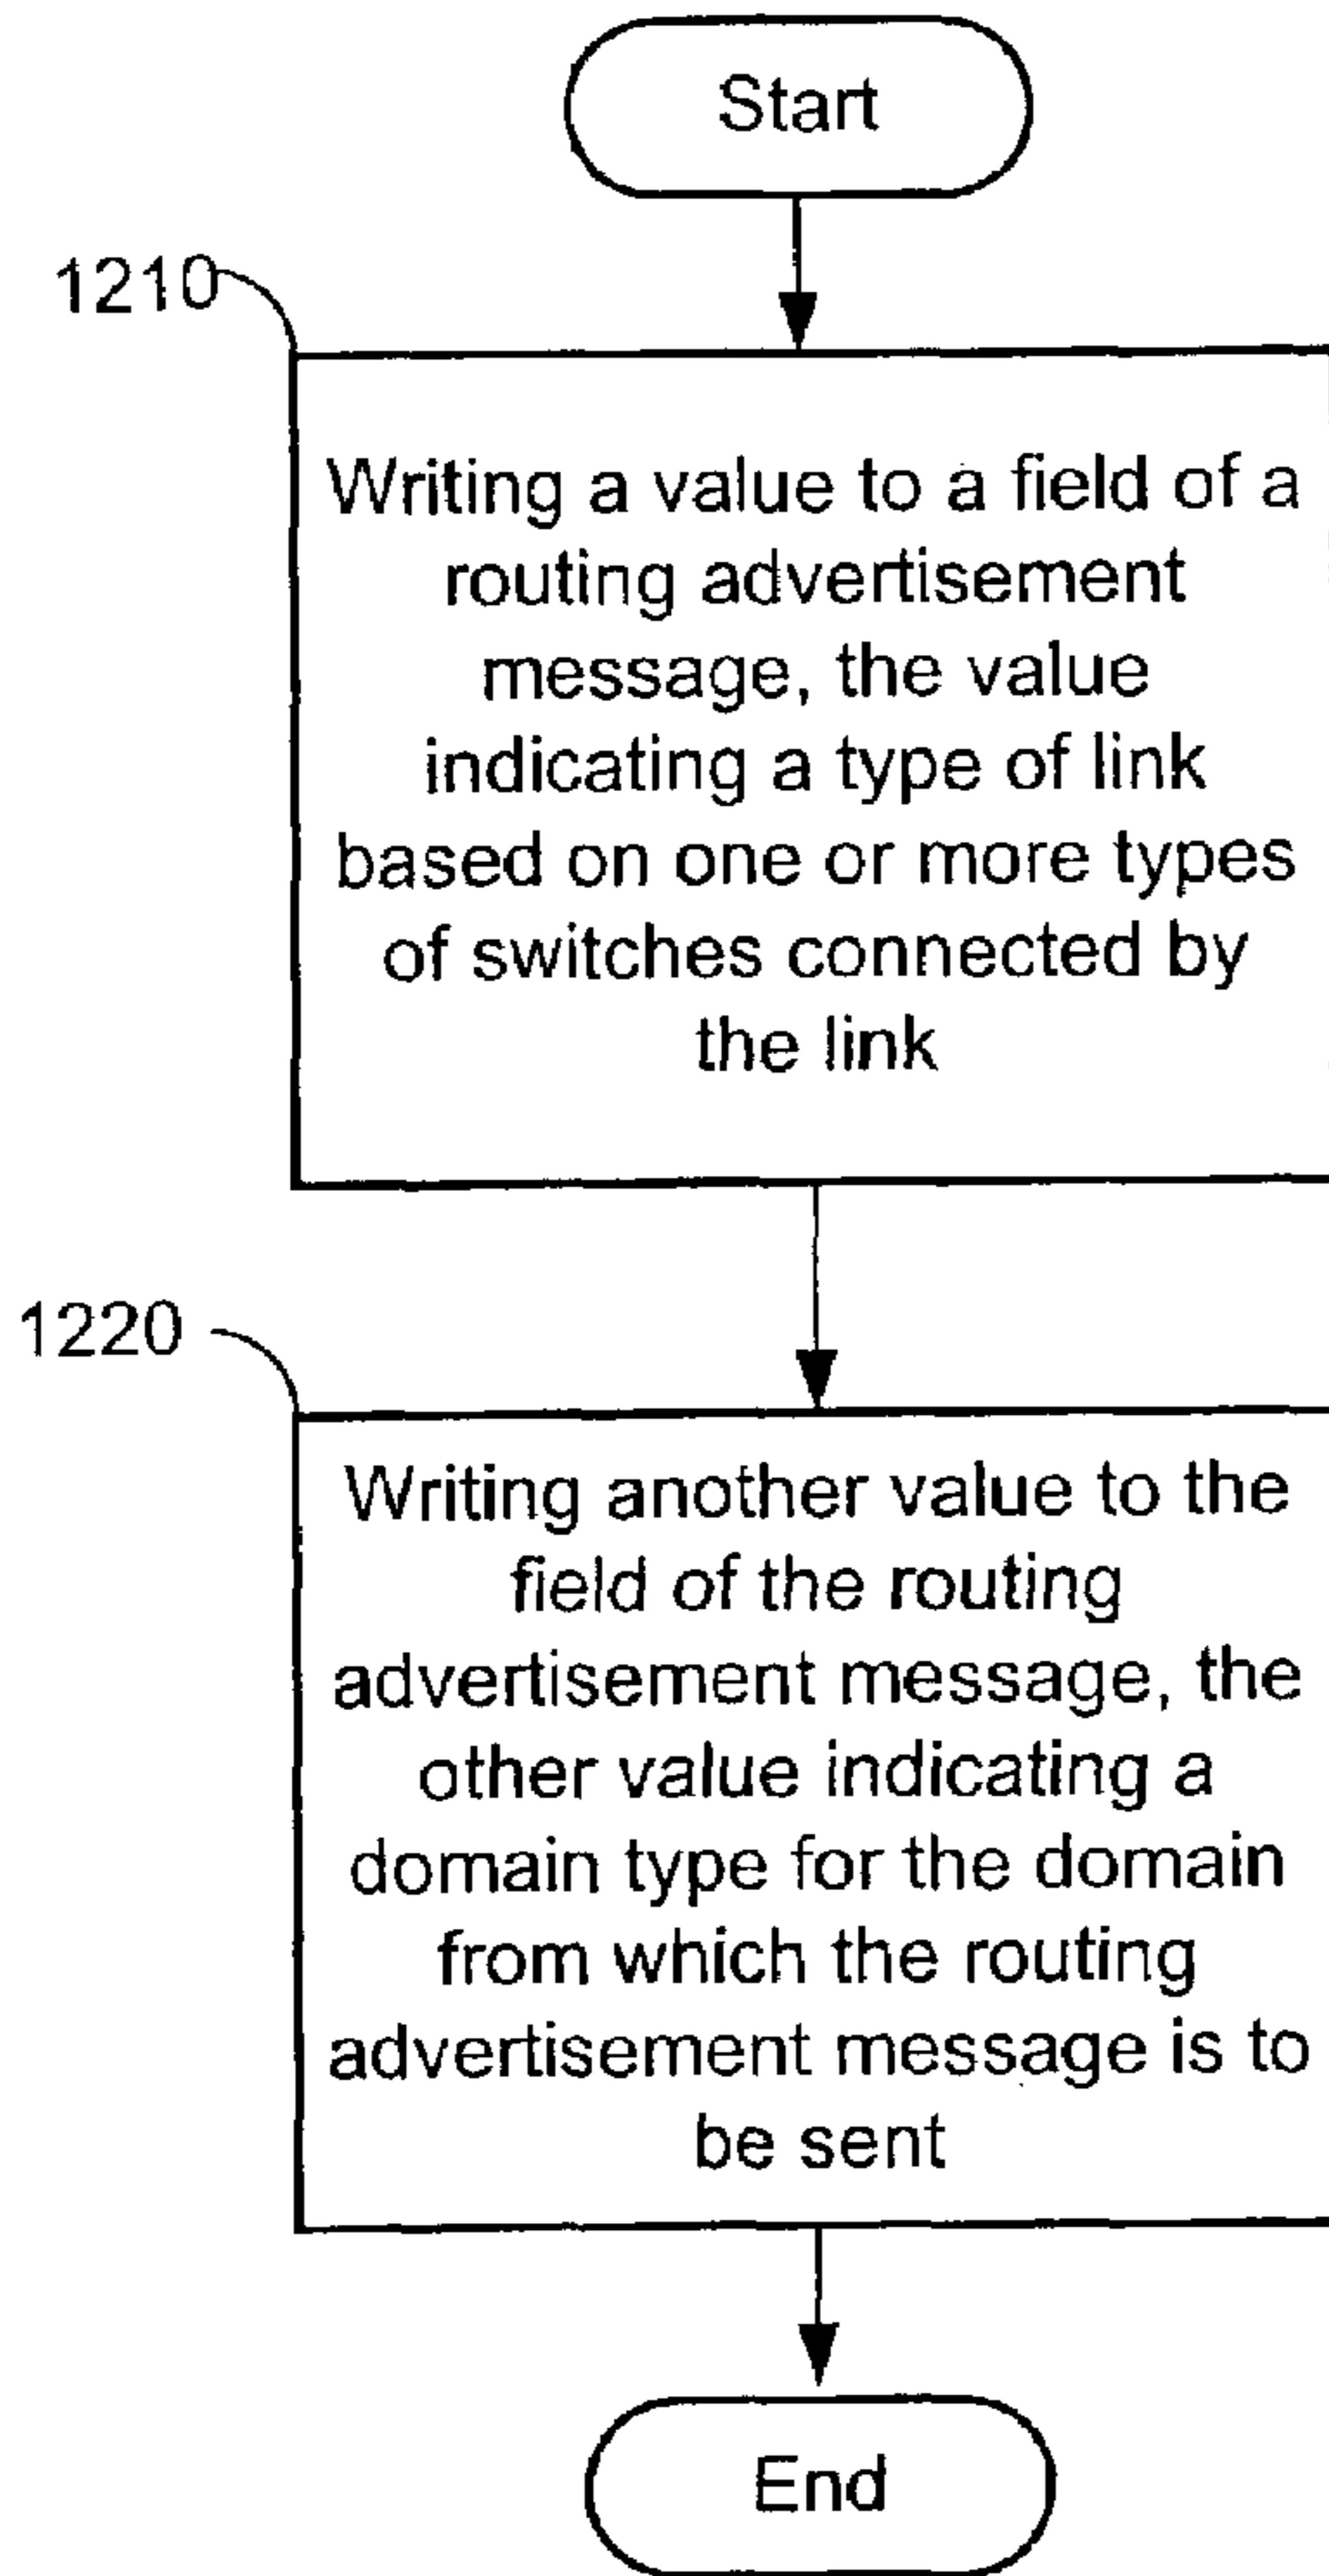 Start
1210
Writing a value to a field of a
routing advertisement
message, the value
indicating a type of link
based on one or more types
of switches connected by
the link
1220
Writing another value to the
field of the routing
advertisement message, the
other value indicating a
domain type for the domain
from which the routing
advertisement message is to
be sent
End